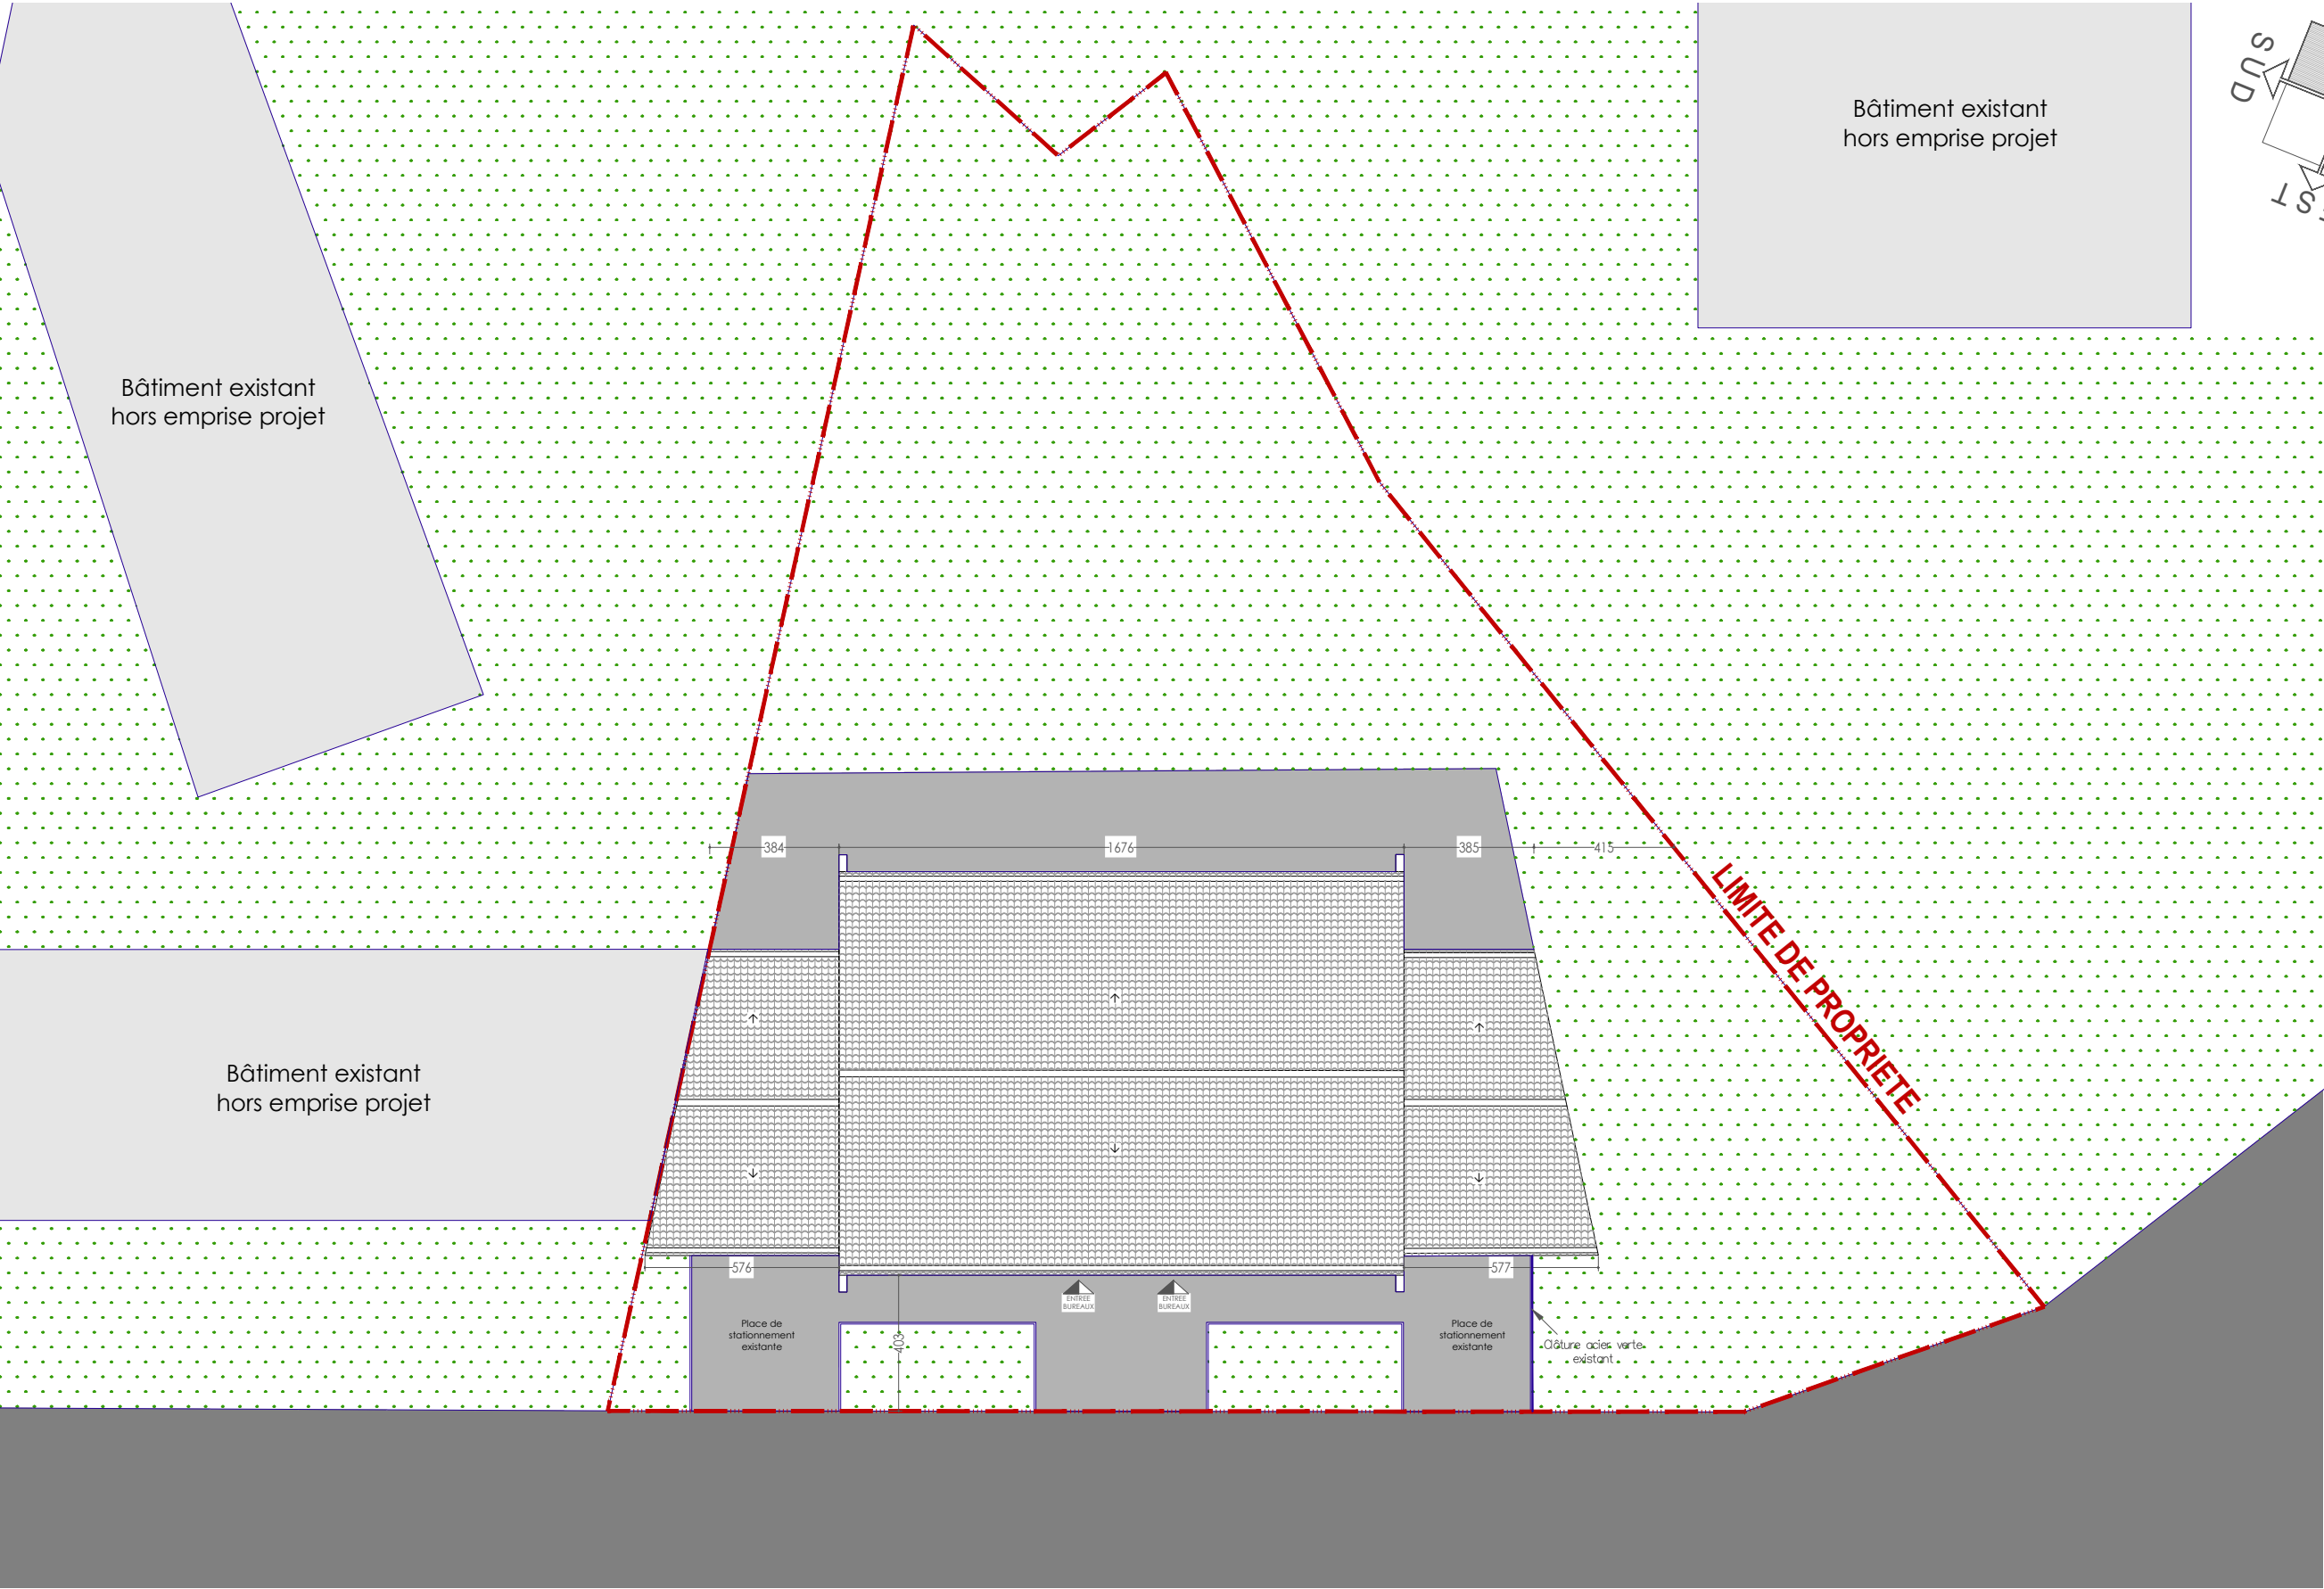 SUD
Bâtiment existant
hors emprise projet
Bâtiment existant
hors emprise projet
384
1676
385
415
LIMITE DE PROPRIETE
Bâtiment existant
hors emprise projet
576
577
ENTREE
BUREAUX
ENTREE
BUREAUX
403
Place de
stationnement
existante
Place de
stationnement
existante
Clôture acier verte
existant